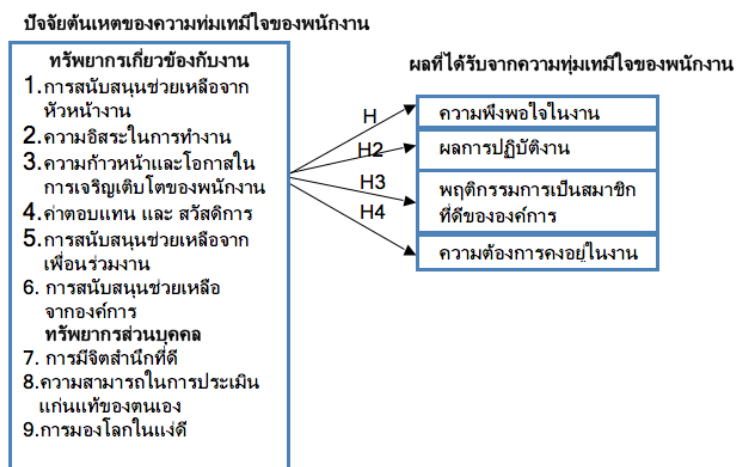 ปัจจัยต้นเหตุของความทุ่มเทมีใจของพนักงาน
ทรัพยากรเกี่ยวข้องกับงาน
1.การสนับสนุนช่วยเหลือจาก
หัวหน้างาน
2.ความอิสระในการทำงาน
3.ความก้าวหน้าและโอกาสใน
การเจริญเติบโตของพนักงาน
4.ค่าตอบแทน และ สวัสดิการ
5.การสนับสนุนช่วยเหลือจาก
เพื่อนร่วมงาน
6. การสนับสนุนช่วยเหลือ
จากองค์การ
ทรัพยากรส่วนบุคคล
7. การมีจิตสำนึกที่ดี
8.ความสามารถในการประเมิน
แก่นแท้ของตนเอง
9.การมองโลกในแง่ดี
H
H2
H3
H4
ผลที่ได้รับจากความทุ่มเทมีใจของพนักงาน
ความพึงพอใจในงาน
ผลการปฏิบัติงาน
พฤติกรรมการเป็นสมาชิก
ที่ดีขององค์การ
ความต้องการคงอยู่ในงาน